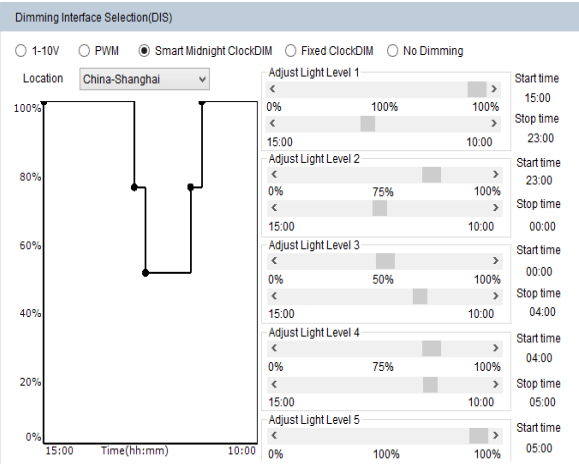 Dimming Interface Selection(DIS)
1-10V PWM Smart Midnight ClockDIM Fixed ClockDIM No Dimming
Location China-Shanghai
100%
80%
60%
40%
20%
0%
15:00 Time(hh:mm) 10:00
Adjust Light Level 1
0% 100% 100%
15:00 10:00
Start time
15:00
Stop time
23:00
Adjust Light Level 2
0% 75% 100%
15:00 10:00
Start time
23:00
Stop time
00:00
Adjust Light Level 3
0% 50% 100%
15:00 10:00
Start time
00:00
Stop time
04:00
Adjust Light Level 4
0% 75% 100%
15:00 10:00
Start time
04:00
Stop time
05:00
Adjust Light Level 5
0% 100% 100%
Start time
05:00